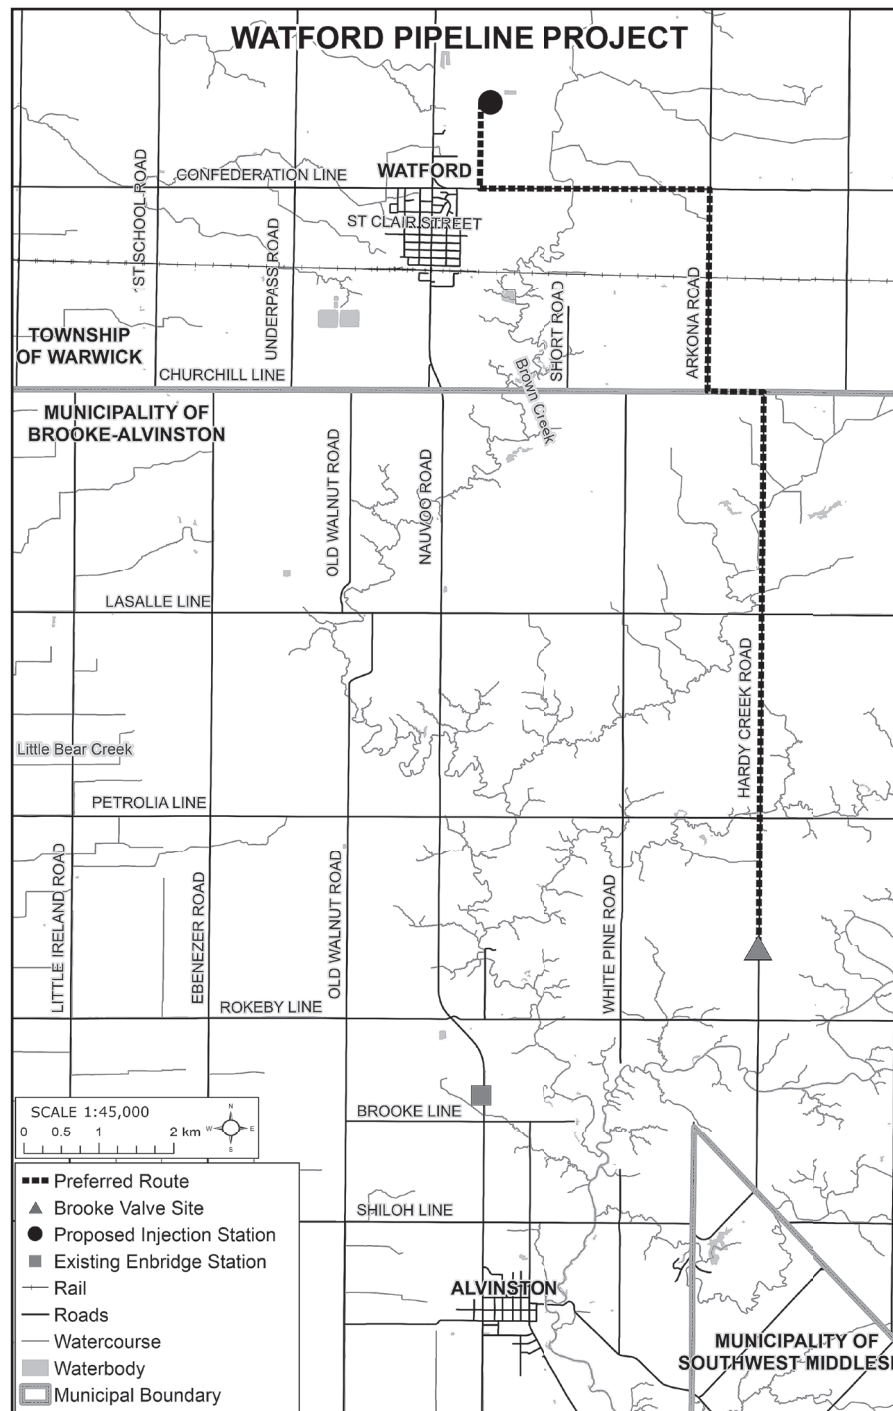 WATFORD PIPELINE PROJECT
WATFORD
CONFEDERATION LINE
ST CLAIR STREET
ST SCHOOL ROAD
UNDERPASS ROAD
SHORT ROAD
ARKONA ROAD
TOWNSHIP
OF WARWICK
CHURCHILL LINE
Brown Creek
MUNICIPALITY OF
BROOKE-ALVINSTON
OLD WALNUT ROAD
NAUVOO ROAD
LASALLE LINE
HARDY CREEK ROAD
Little Bear Creek
PETROLIA LINE
LITTLE IRELAND ROAD
EBENEZER ROAD
OLD WALNUT ROAD
WHITE PINE ROAD
ROKEBY LINE
BROOKE LINE
SHILOH LINE
ALVINSTON
MUNICIPALITY OF
SOUTHWEST MIDDLESE
SCALE 1:45,000
0 0.5 1 2 km
N
W E
S
Preferred Route
Brooke Valve Site
Proposed Injection Station
Existing Enbridge Station
Rail
Roads
Watercourse
Waterbody
Municipal Boundary